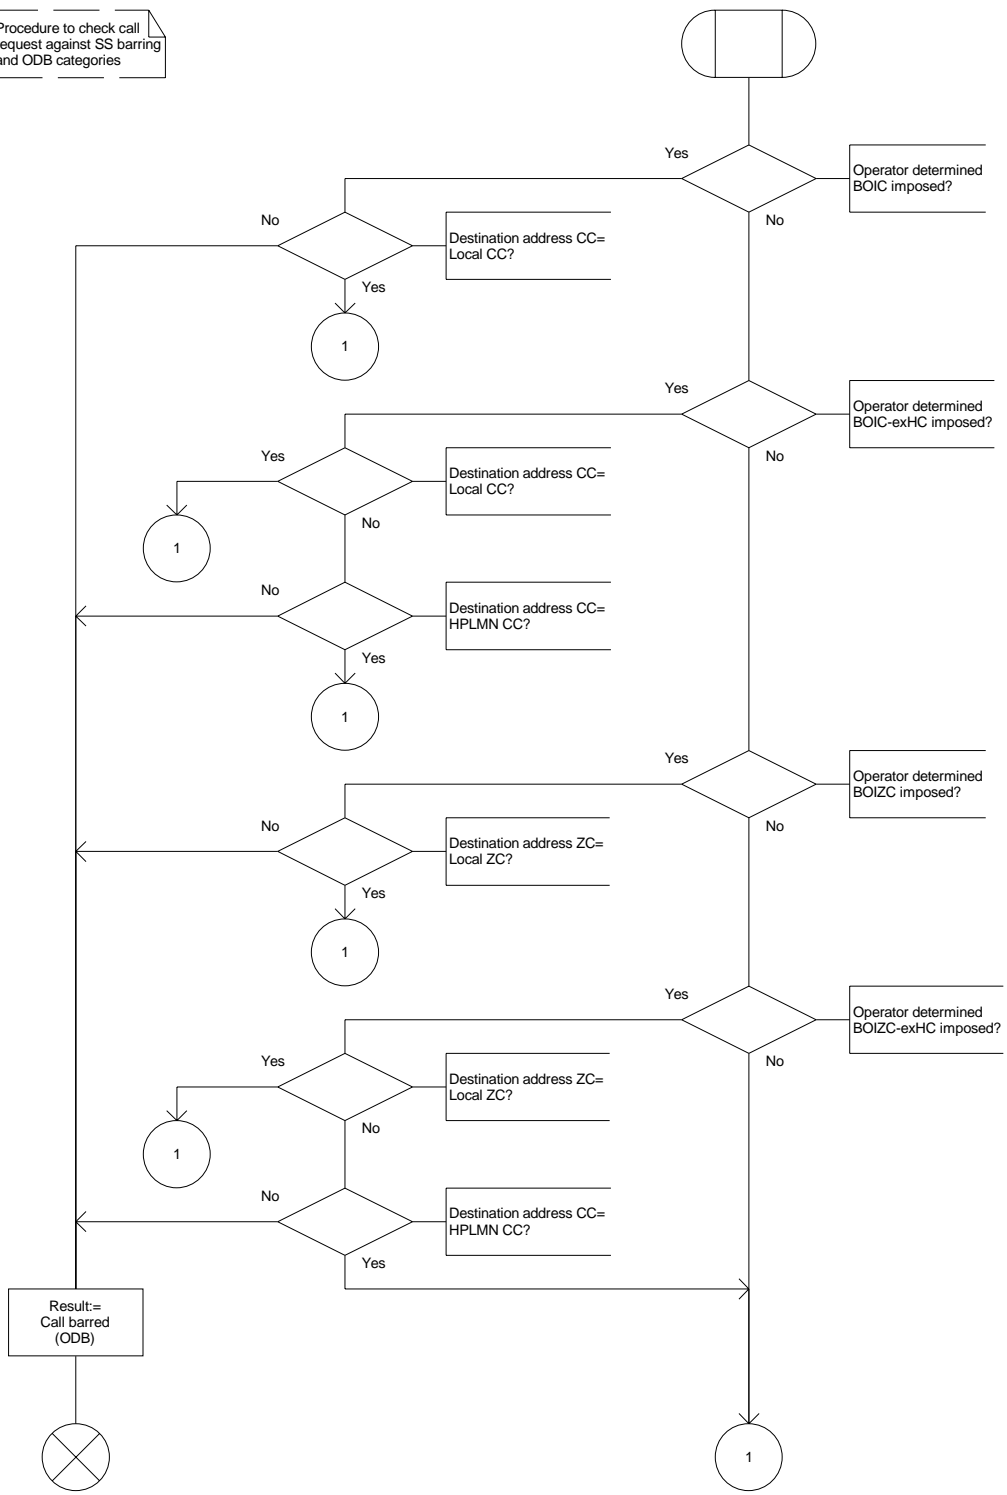 Procedure to check call
request against SS barring
and ODB categories
Yes
Operator determined
BOIC imposed?
No
No
Destination address CC=
Local CC?
Yes
1
Yes
Operator determined
BOIC-exHC imposed?
No
Yes
Destination address CC=
Local CC?
No
1
No
Destination address CC=
HPLMN CC?
Yes
1
Yes
Operator determined
BOIZC imposed?
No
No
Destination address ZC=
Local ZC?
Yes
1
Yes
Operator determined
BOIZC-exHC imposed?
No
Yes
Destination address ZC=
Local ZC?
No
1
No
Destination address CC=
HPLMN CC?
Yes
Result:=
Call barred
(ODB)
1